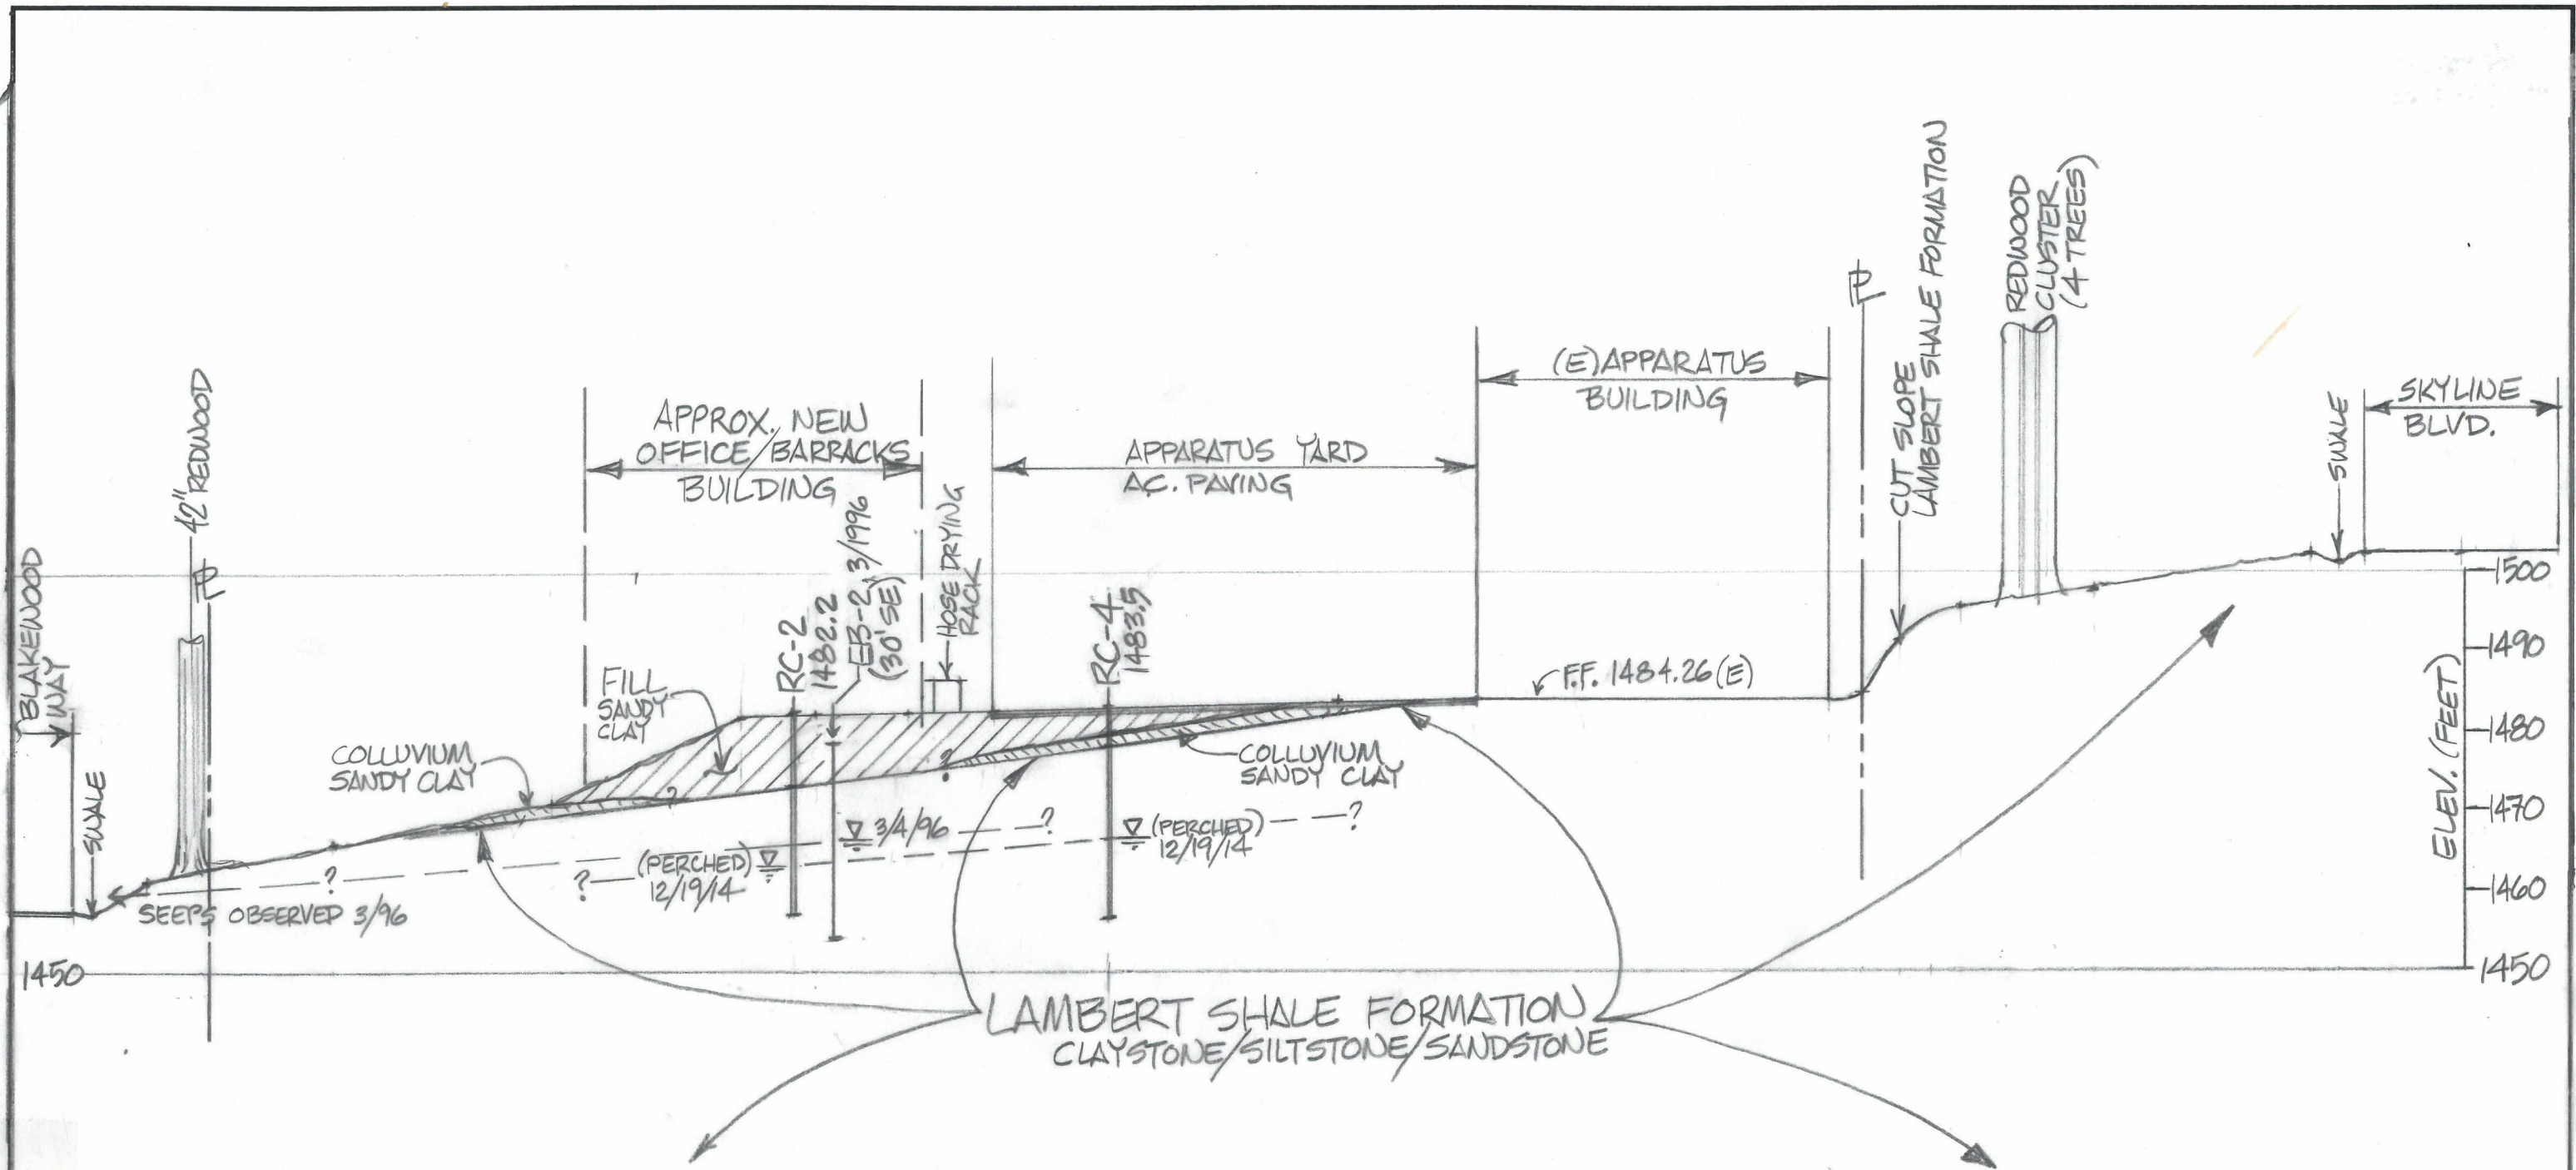 BLAKEWOOD
WAY
SWALE
42" REDWOOD
PL
COLLUVIUM
SANDY CLAY
SEEPS OBSERVED 3/96
?
1450
APPROX. NEW
OFFICE/BARRACKS
BUILDING
FILL
SANDY
CLAY
?
RC-2
1482.2
EB-2, 3/1996
(30' SE)
HOSE DRYING
RACK
?
?
(PERCHED)
12/19/14
3/4/96
?
APPARATUS YARD
A.C. PAVING
RC-4
1483.5
COLLUVIUM
SANDY CLAY
(PERCHED)
12/19/14
?
(E) APPARATUS
BUILDING
F.F. 1484.26 (E)
PL
CUT SLOPE
LAMBERT SHALE FORMATION
REDWOOD
CLUSTER
(4 TREES)
SWALE
SKYLINE
BLVD.
1500
1490
1480
1470
1460
1450
ELEV. (FEET)
LAMBERT SHALE FORMATION
CLAYSTONE/SILTSTONE/SANDSTONE